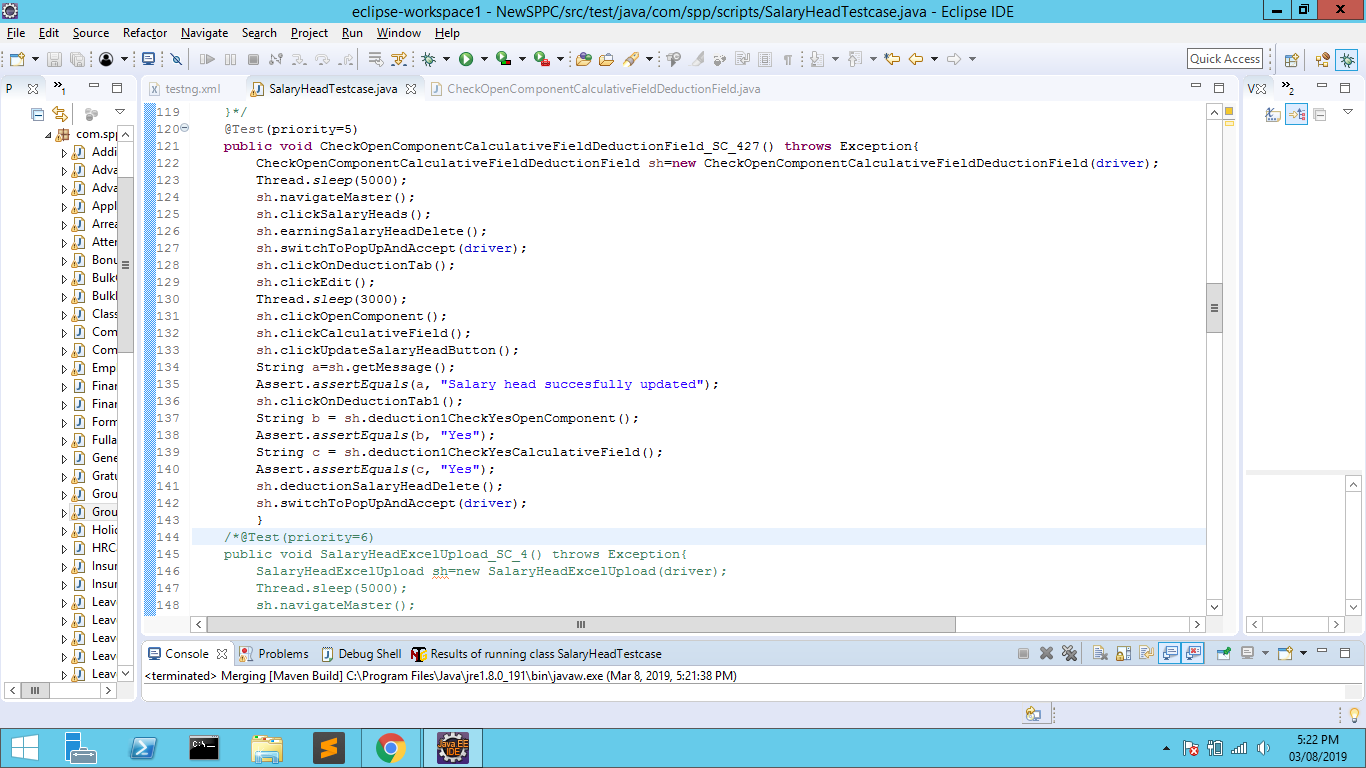 eclipse-workspace1 - NewSPPC/src/test/java/com/spp/scripts/SalaryHeadTestcase.java - Eclipse IDE
File Edit Source Refactor Navigate Search Project Run Window Help
Quick Access
P
1
testng.xml
SalaryHeadTestcase.java
CheckOpenComponentCalculativeFieldDeductionField.java
2
com.spp
Addi
Adva
Adva
Appl
Arrea
Atter
Bonu
Bulk
Bulk
Class
Com
Com
Emp
Finar
Finar
Form
Fulla
Gene
Gratu
Grou
Grou
Holic
HRC
Insur
Insur
Leav
Leav
Leav
Leav
Leav
119 }*/
120 @Test(priority=5)
121 public void CheckOpenComponentCalculativeFieldDeductionField_SC_427() throws Exception{
122 CheckOpenComponentCalculativeFieldDeductionField sh=new CheckOpenComponentCalculativeFieldDeductionField(driver);
123 Thread.sleep(5000);
124 sh.navigateMaster();
125 sh.clickSalaryHeads();
126 sh.earningSalaryHeadDelete();
127 sh.switchToPopUpAndAccept(driver);
128 sh.clickOnDeductionTab();
129 sh.clickEdit();
130 Thread.sleep(3000);
131 sh.clickOpenComponent();
132 sh.clickCalculativeField();
133 sh.clickUpdateSalaryHeadButton();
134 String a=sh.getMessage();
135 Assert.assertEquals(a, "Salary head succesfully updated");
136 sh.clickOnDeductionTab1();
137 String b = sh.deduction1CheckYesOpenComponent();
138 Assert.assertEquals(b, "Yes");
139 String c = sh.deduction1CheckYesCalculativeField();
140 Assert.assertEquals(c, "Yes");
141 sh.deductionSalaryHeadDelete();
142 sh.switchToPopUpAndAccept(driver);
143 }
144 /*@Test(priority=6)
145 public void SalaryHeadExcelUpload_SC_4() throws Exception{
146 SalaryHeadExcelUpload sh=new SalaryHeadExcelUpload(driver);
147 Thread.sleep(5000);
148 sh.navigateMaster();
Console Problems Debug Shell Results of running class SalaryHeadTestcase
<terminated> Merging [Maven Build] C:\Program Files\Java\jre1.8.0_191\bin\javaw.exe (Mar 8, 2019, 5:21:38 PM)
C:\_
Java EE
IDE
5:22 PM
03/08/2019